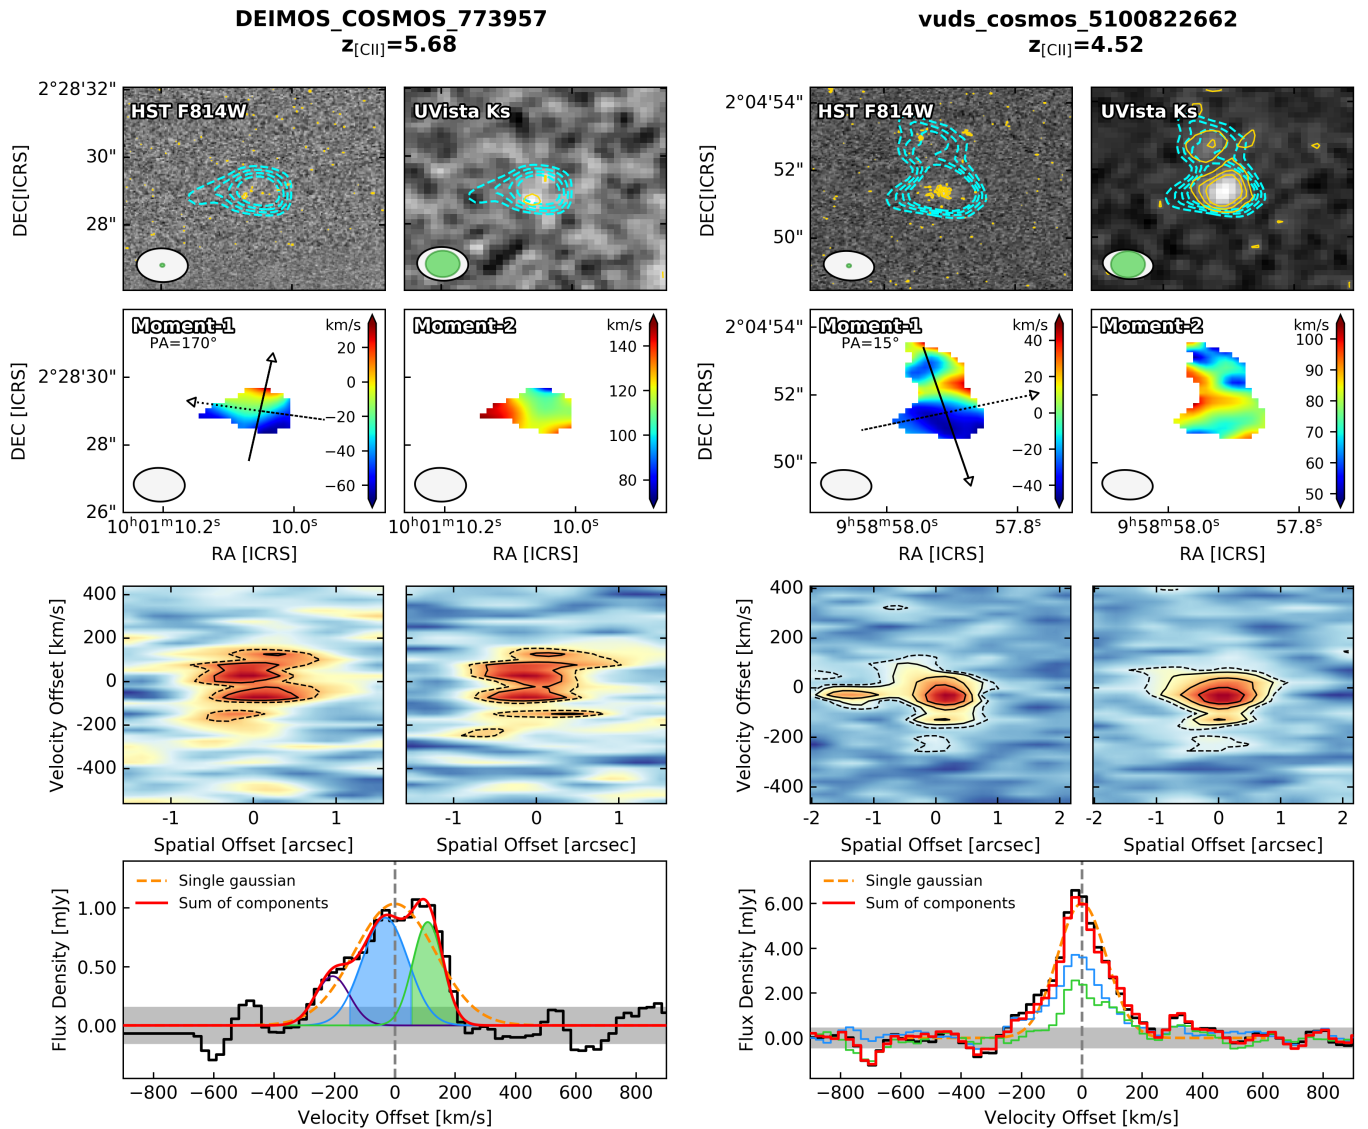 DEIMOS_COSMOS_773957
z[CII]=5.68
HST F814W
UVista Ks
2°28'32"
30"
28"
DEC[ICRS]
Moment-1
PA=170°
km/s
20
0
−20
−40
−60
Moment-2
140
120
100
80
2°28'30"
28"
26"
DEC [ICRS]
10h01m10.2s
10.0s
10h01m10.2s
10.0s
RA [ICRS]
RA [ICRS]
400
200
0
-200
-400
Velocity Offset [km/s]
-1
0
1
-1
0
1
Spatial Offset [arcsec]
Spatial Offset [arcsec]
Single gaussian
Sum of components
1.00
0.50
0.00
Flux Density [mJy]
−800
−600
−400
−200
0
200
400
600
800
Velocity Offset [km/s]
vuds_cosmos_5100822662
z[CII]=4.52
HST F814W
UVista Ks
2°04'54"
52"
50"
DEC[ICRS]
Moment-1
PA=15°
km/s
40
20
0
−20
−40
Moment-2
km/s
100
90
80
70
60
50
2°04'54"
52"
50"
DEC [ICRS]
9h58m58.0s
57.8s
9h58m58.0s
57.8s
RA [ICRS]
RA [ICRS]
400
200
0
-200
-400
Velocity Offset [km/s]
-2
-1
0
1
2
-2
-1
0
1
2
Spatial Offset [arcsec]
Spatial Offset [arcsec]
Single gaussian
Sum of components
6.00
4.00
2.00
0.00
Flux Density [mJy]
−800
−600
−400
−200
0
200
400
600
800
Velocity Offset [km/s]